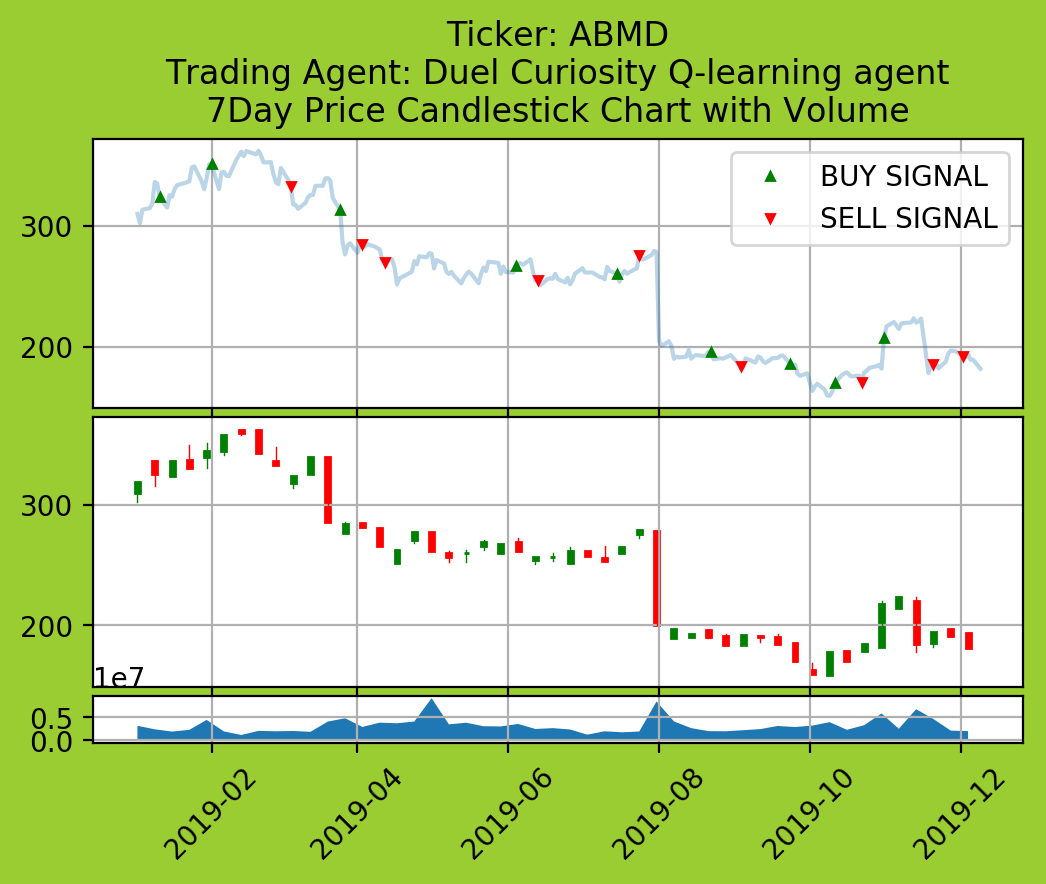 Ticker: ABMD
Trading Agent: Duel Curiosity Q-learning agent
7Day Price Candlestick Chart with Volume
BUY SIGNAL
SELL SIGNAL
300
200
300
200
1e7
0.5
0.0
2019-02
2019-04
2019-06
2019-08
2019-10
2019-12